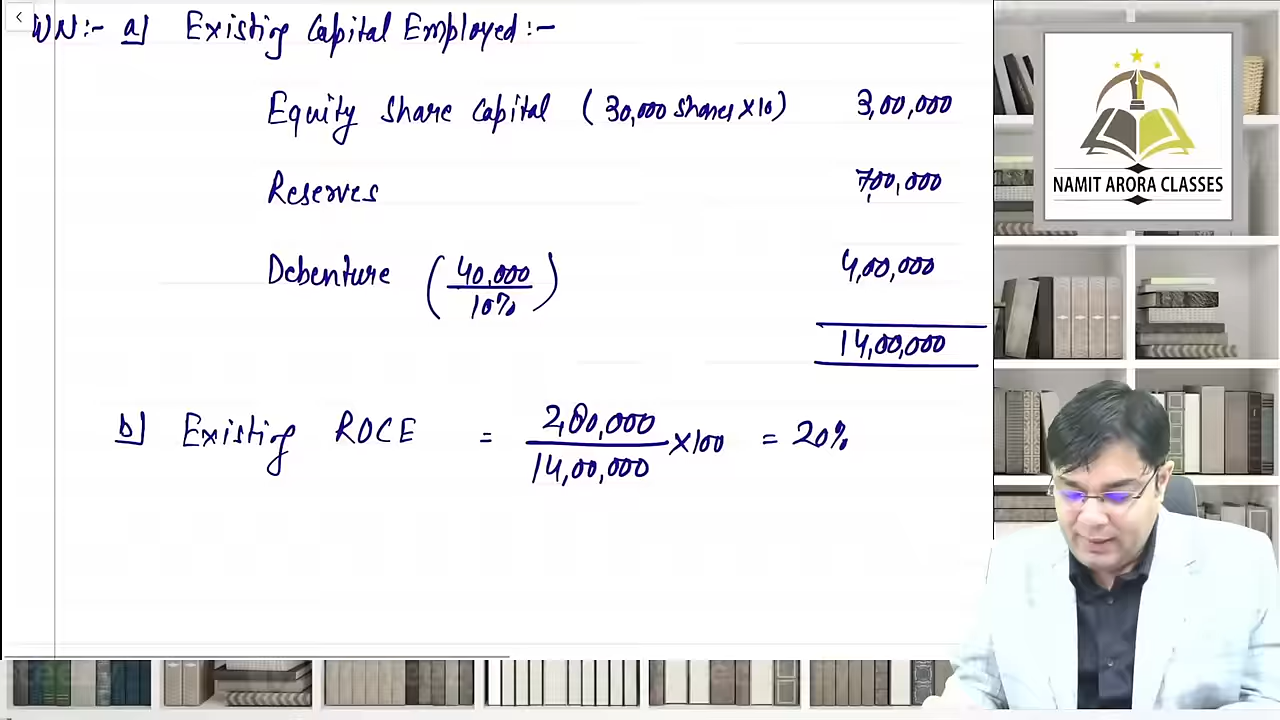 WN:- a] Existing Capital Employed:-
Equity Share Capital (30,000 shares×10) 3,00,000
Reserves 7,00,000
Debenture (40,000/10%) 4,00,000
14,00,000
b] Existing ROCE = 2,80,000/14,00,000 ×100 = 20%
NAMIT ARORA CLASSES